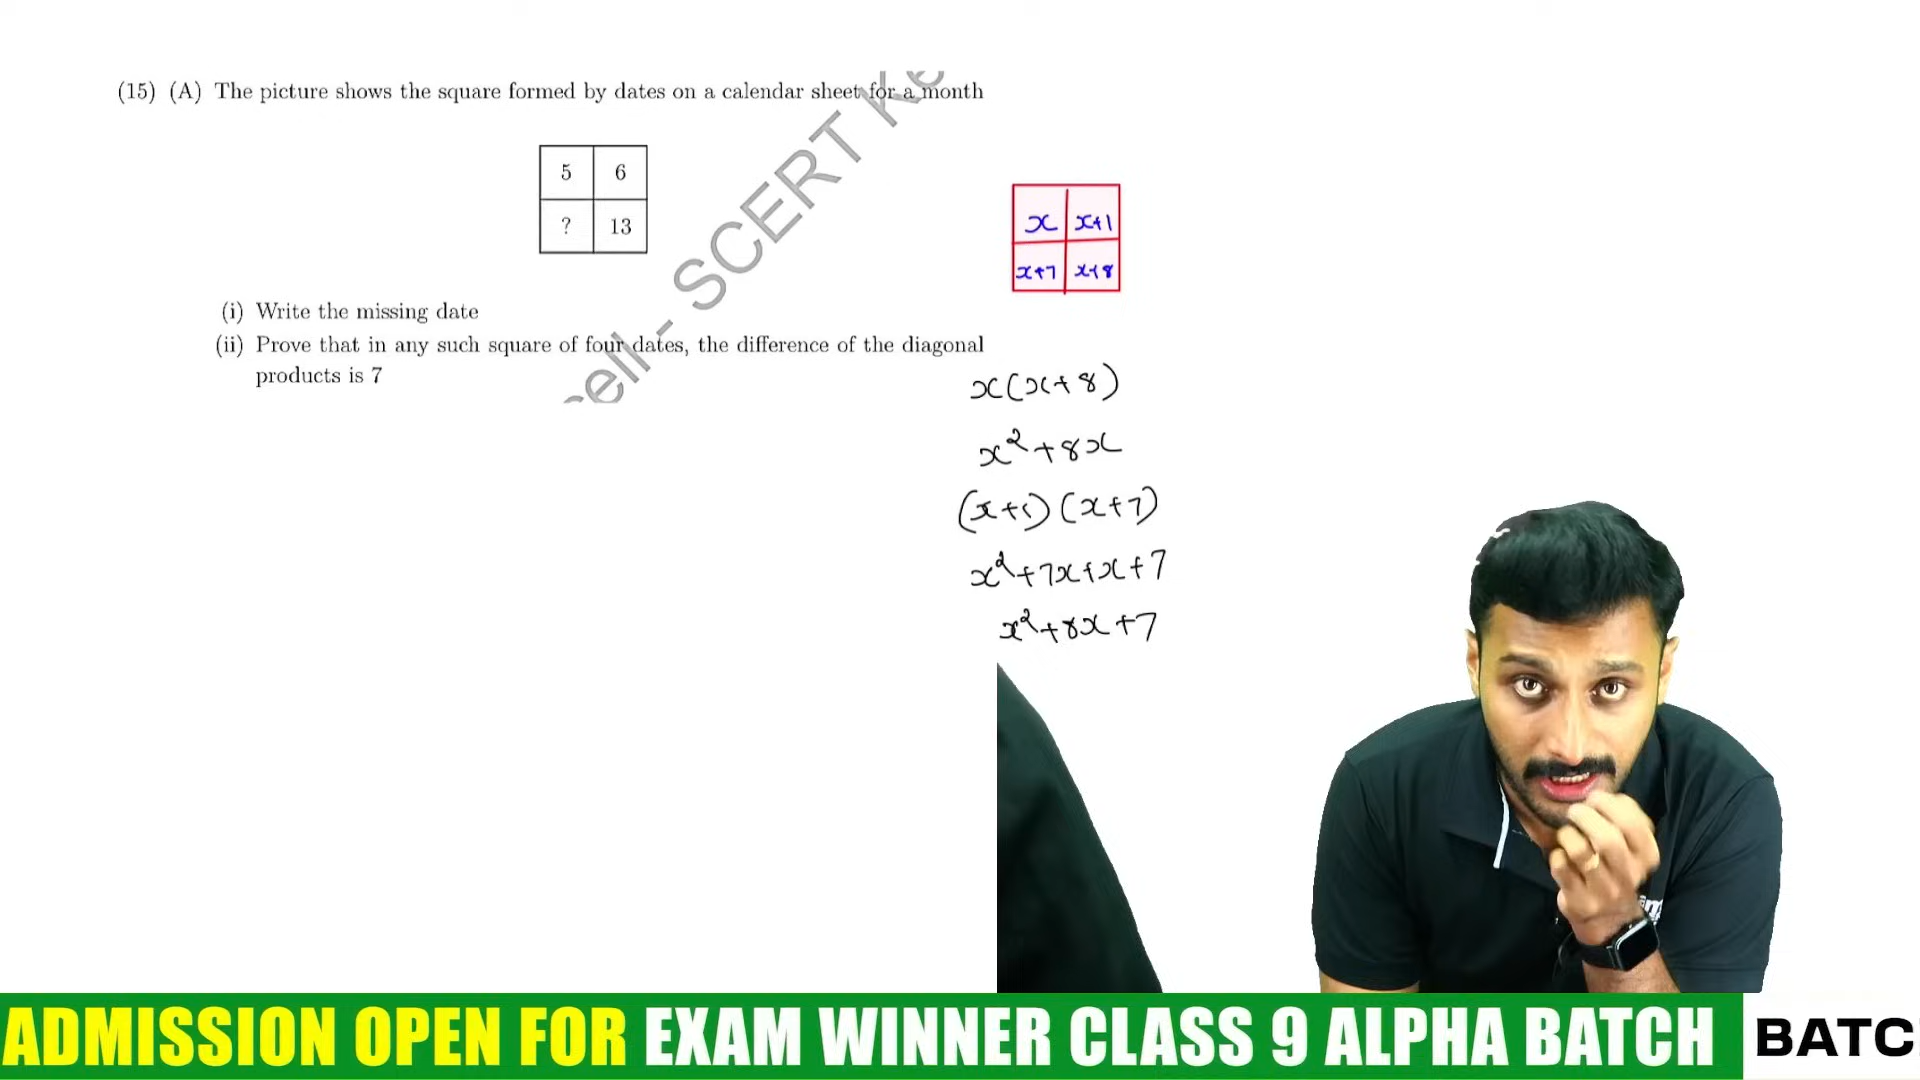 (15) (A) The picture shows the square formed by dates on a calendar sheet for a month
5 6
? 13
(i) Write the missing date
(ii) Prove that in any such square of four dates, the difference of the diagonal
products is 7
cell - SCERT Ke
x x+1
x+7 x+8
x(x+8)
x²+8x
(x+1)(x+7)
x²+7x+x+7
x²+8x+7
ADMISSION OPEN FOR EXAM WINNER CLASS 9 ALPHA BATCH
BATC